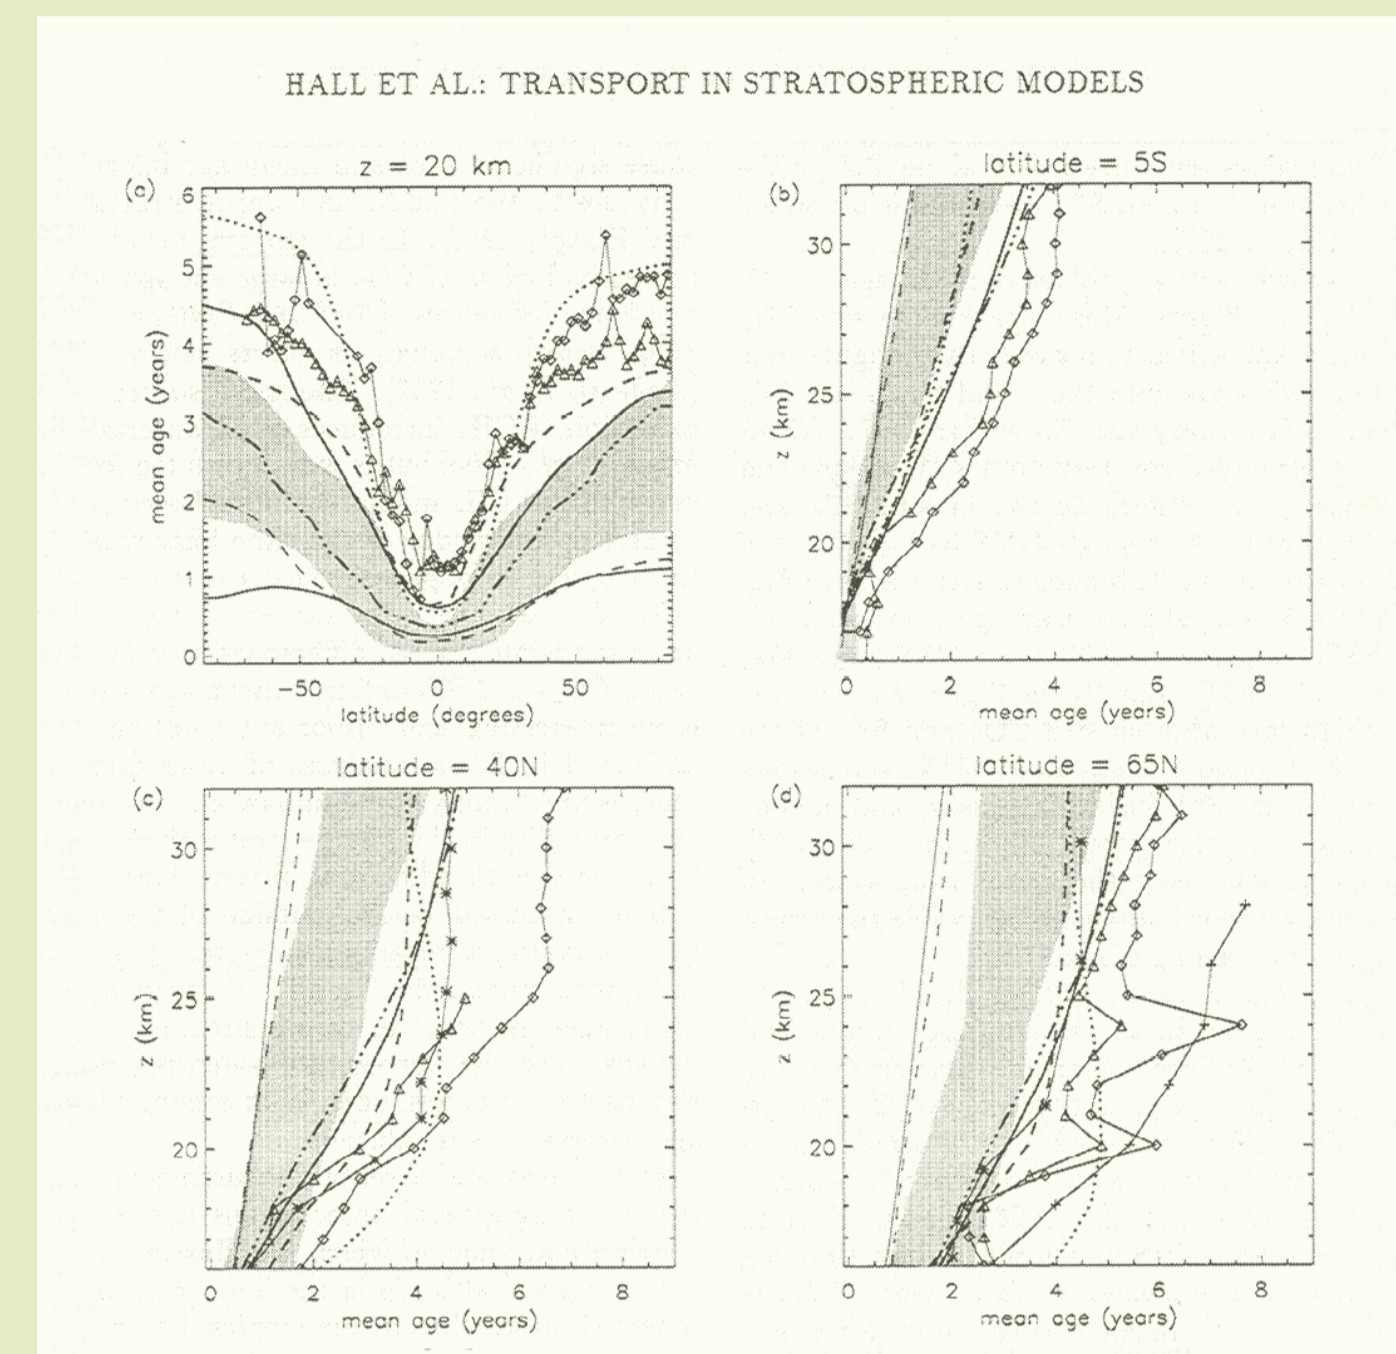 HALL ET AL.: TRANSPORT IN STRATOSPHERIC MODELS
(a)
z = 20 km
6
5
4
3
2
1
0
mean age (years)
-50 0 50
latitude (degrees)
(b)
latitude = 5S
30
25
20
z (km)
0 2 4 6 8
mean age (years)
(c)
latitude = 40N
30
25
20
z (km)
0 2 4 6 8
mean age (years)
(d)
latitude = 65N
30
25
20
z (km)
0 2 4 6 8
mean age (years)